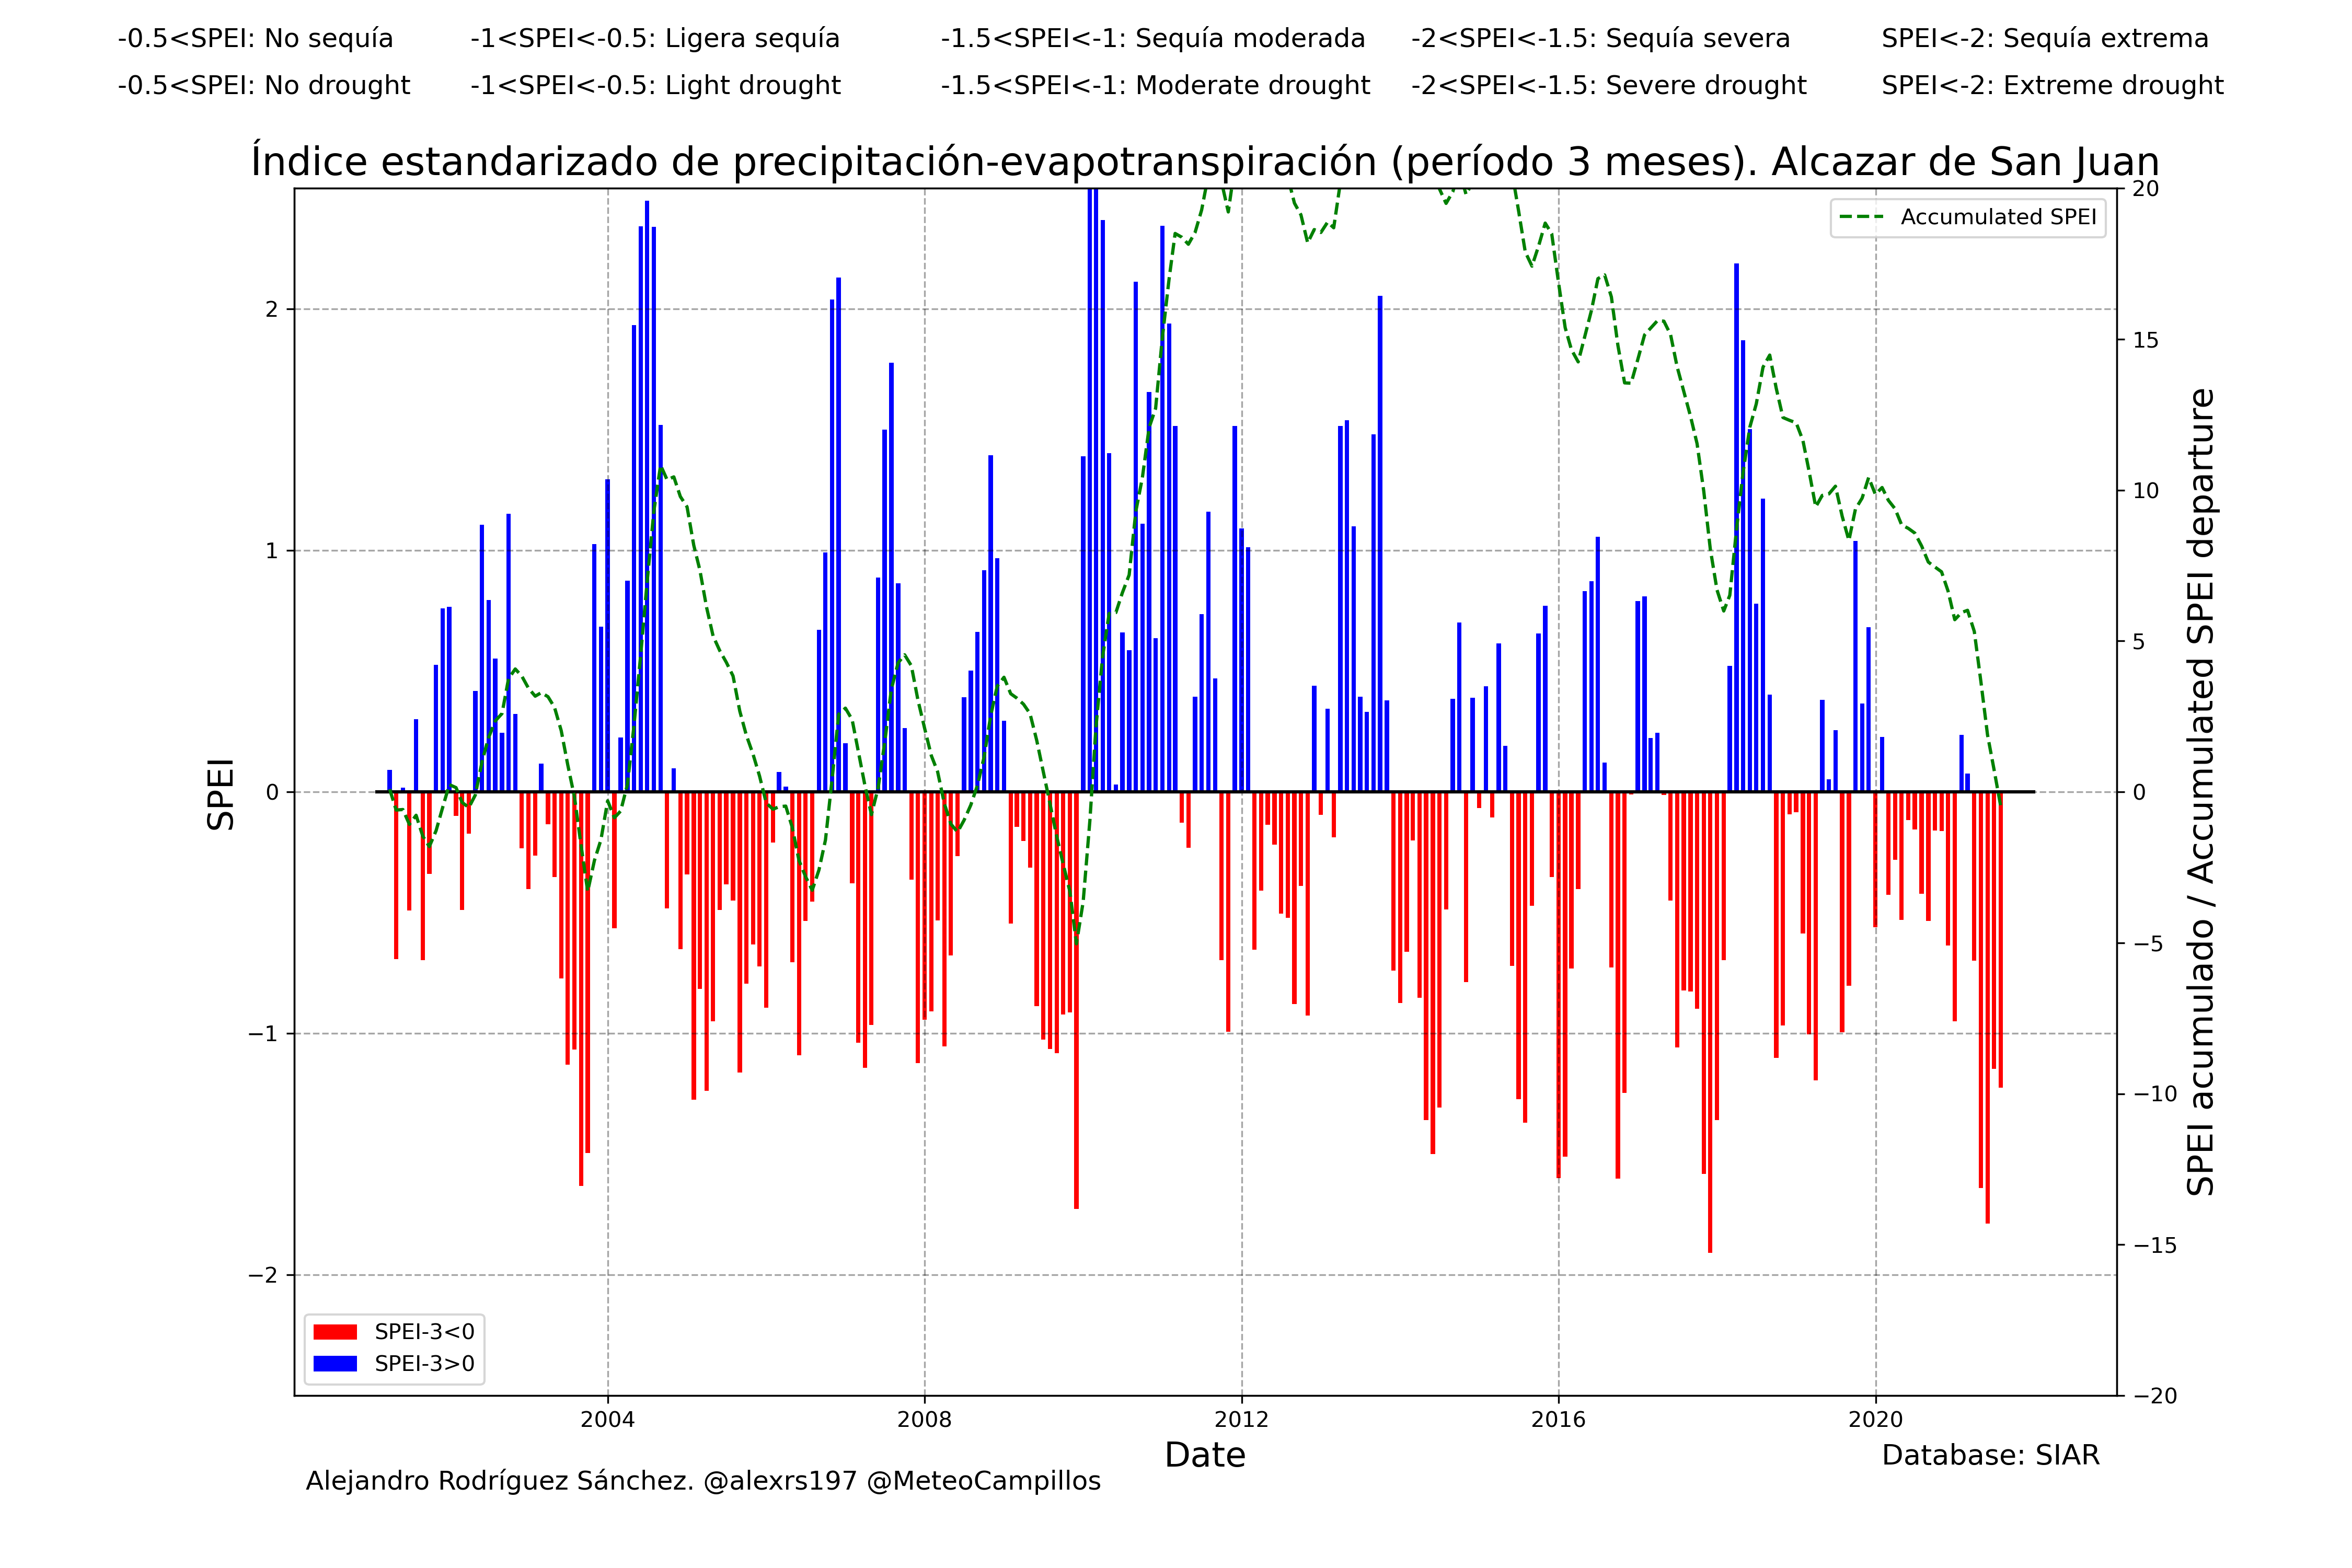 -0.5<SPEI: No sequía -1<SPEI<-0.5: Ligera sequía -1.5<SPEI<-1: Sequía moderada -2<SPEI<-1.5: Sequía severa SPEI<-2: Sequía extrema
-0.5<SPEI: No drought -1<SPEI<-0.5: Light drought -1.5<SPEI<-1: Moderate drought -2<SPEI<-1.5: Severe drought SPEI<-2: Extreme drought
Índice estandarizado de precipitación-evapotranspiración (período 3 meses). Alcazar de San Juan
Accumulated SPEI
SPEI
2
1
0
−1
−2
20
15
10
5
0
−5
−10
−15
−20
SPEI acumulado / Accumulated SPEI departure
SPEI-3<0
SPEI-3>0
2004 2008 2012 2016 2020
Date
Database: SIAR
Alejandro Rodríguez Sánchez. @alexrs197 @MeteoCampillos